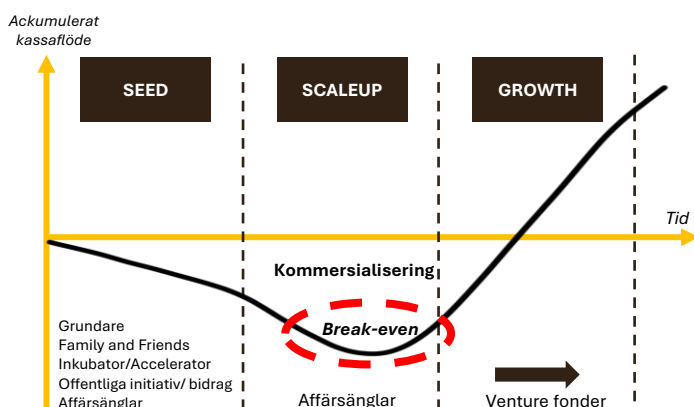 Ackumulerat
kassaflöde
SEED
SCALEUP
GROWTH
Tid
Kommersialisering
Break-even
Grundare
Family and Friends
Inkubator/Accelerator
Offentliga initiativ/ bidrag
Affärsänglar
Affärsänglar
Venture fonder